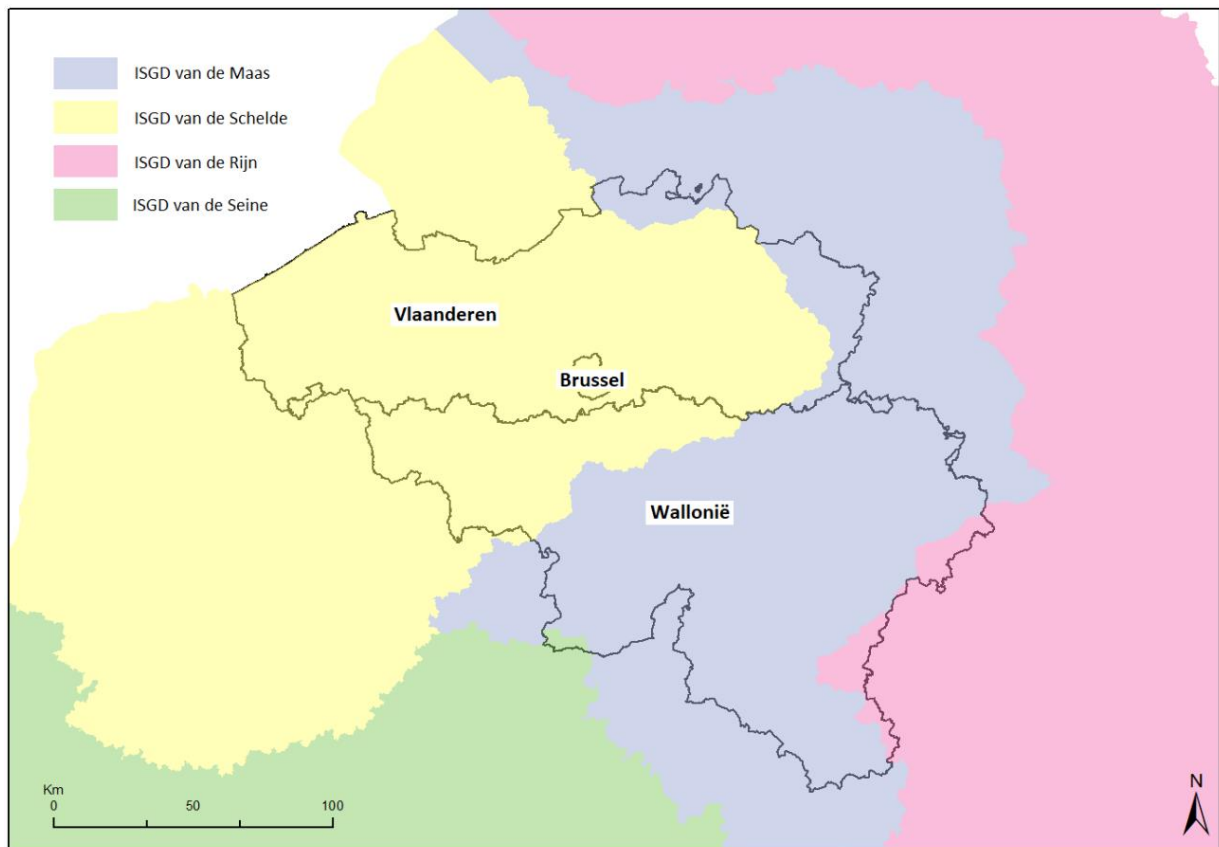 ISGD van de Maas
ISGD van de Schelde
ISGD van de Rijn
ISGD van de Seine
Vlaanderen
Brussel
Wallonië
Km
0 50 100
N